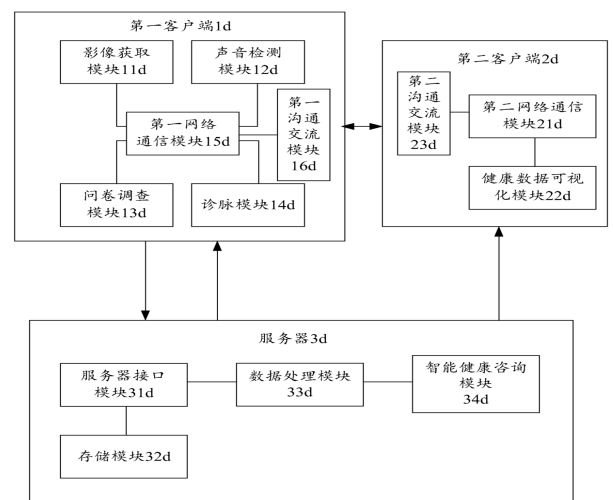 第一客户端1d
影像获取
模块11d
声音检测
模块12d
第一网络
通信模块15d
第一
沟通
交流
模块
16d
问卷调查
模块13d
诊脉模块14d
第二客户端2d
第二
沟通
交流
模块
23d
第二网络通信
模块21d
健康数据可视
化模块22d
服务器3d
服务器接口
模块31d
数据处理模块
33d
智能健康咨询
模块
34d
存储模块32d